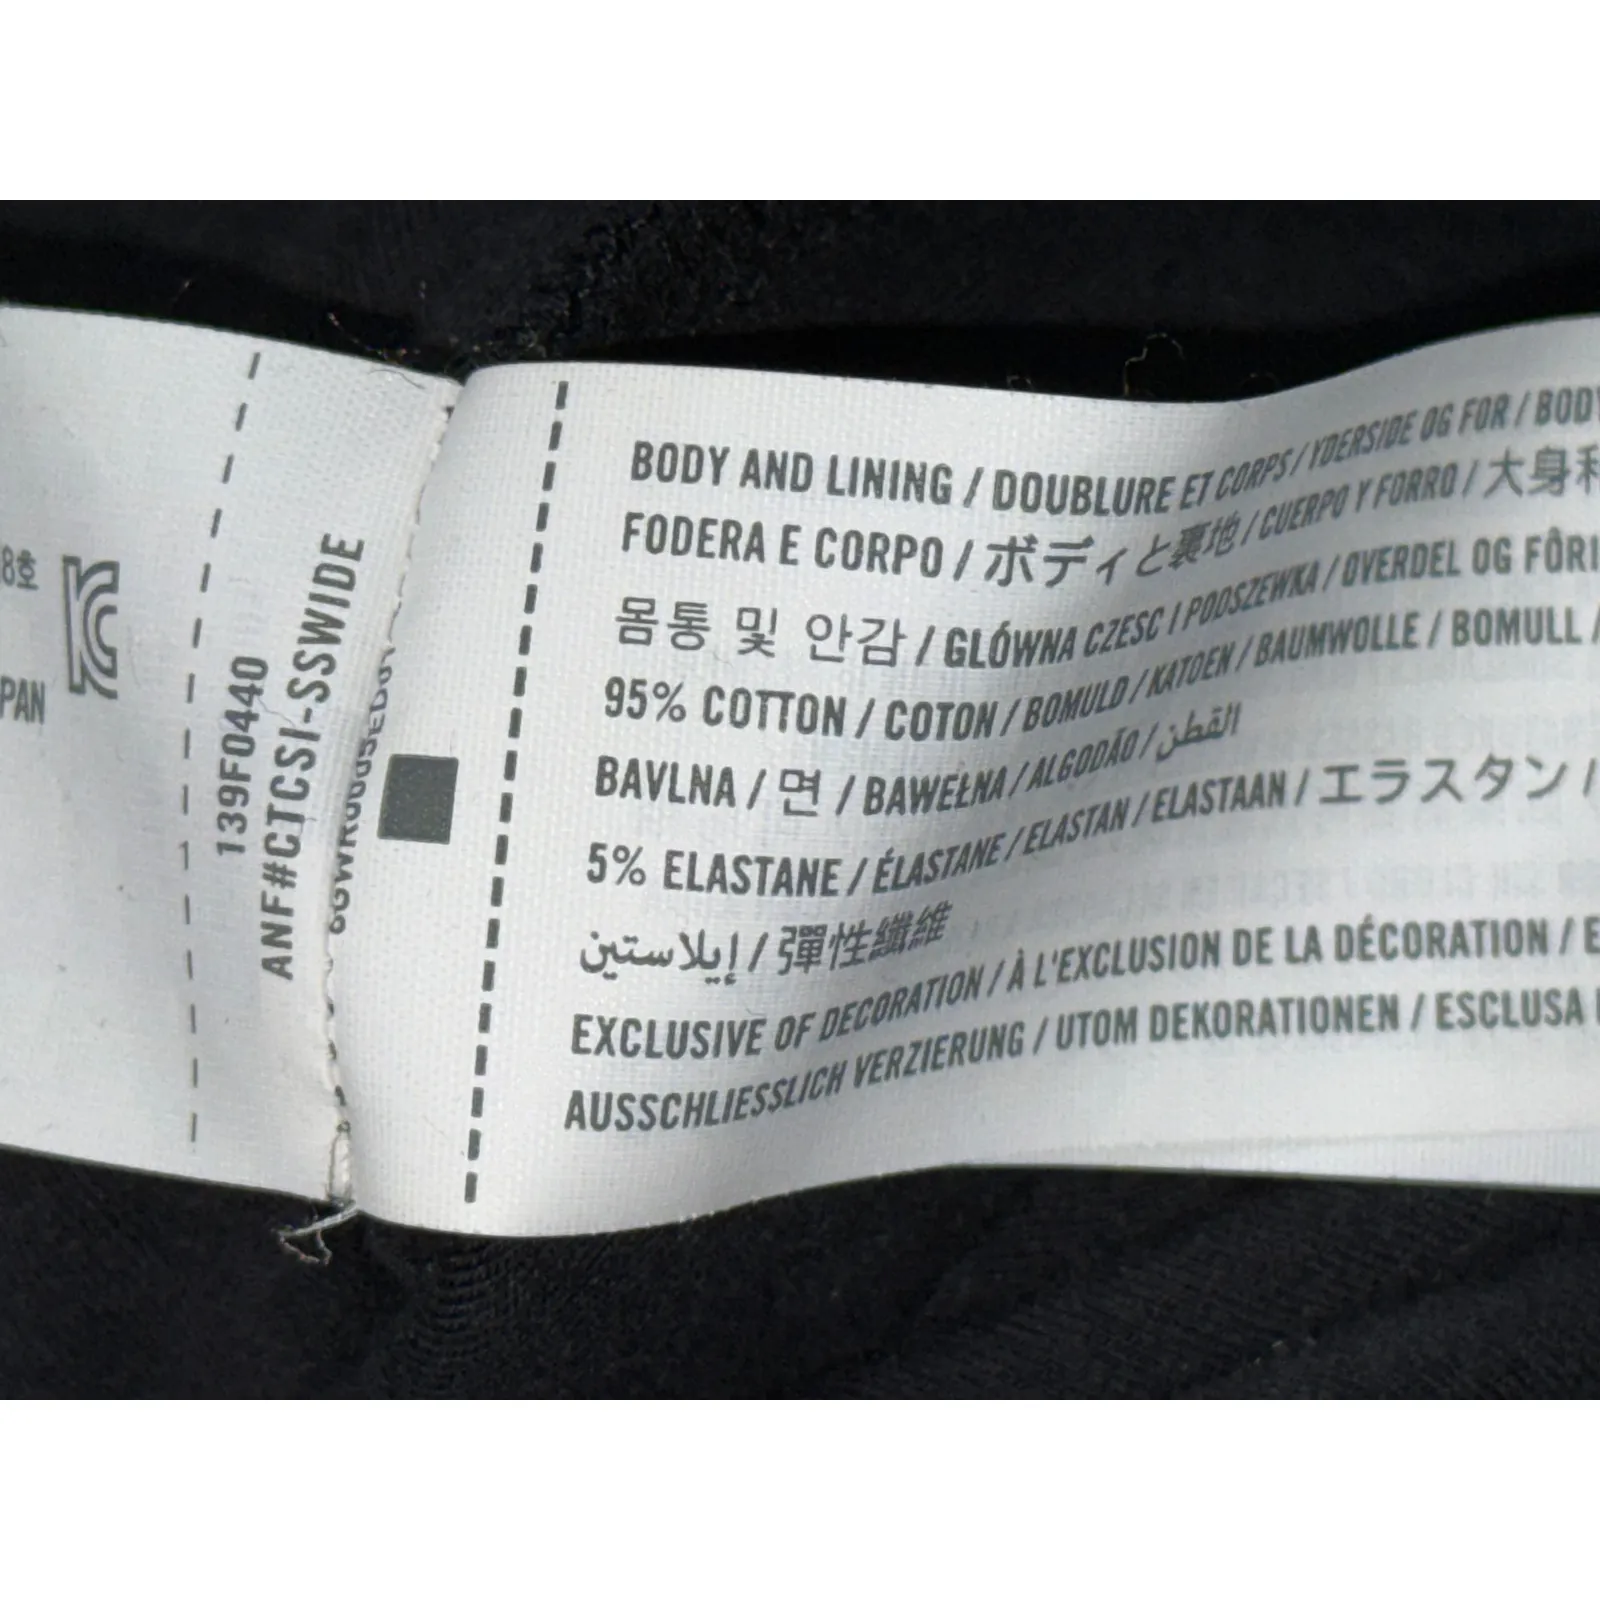 8호
PAN
139F0440
ANF#CTCSI-SSWIDE
BODY AND LINING / DOUBLURE ET CORPS / YDERSIDE OG FOR / BODY
FODERA E CORPO / ボディと裏地 / CUERPO Y FORRO / 大身利
몸통 및 안감 / GLÓWNA CZESC I PODSZEWKA / OVERDEL OG FÔRI
95% COTTON / COTON / BOMULD / KATOEN / BAUMWOLLE / BOMULL /
BAVLNA / 면 / BAWEŁNA / ALGODÃO / القطن
5% ELASTANE / ÉLASTANE / ELASTAN / ELASTAAN / エラスタン /
إيلاستين / 彈性纖維
EXCLUSIVE OF DECORATION / À L'EXCLUSION DE LA DÉCORATION / E
AUSSCHLIESSLICH VERZIERUNG / UTOM DEKORATIONEN / ESCLUSA